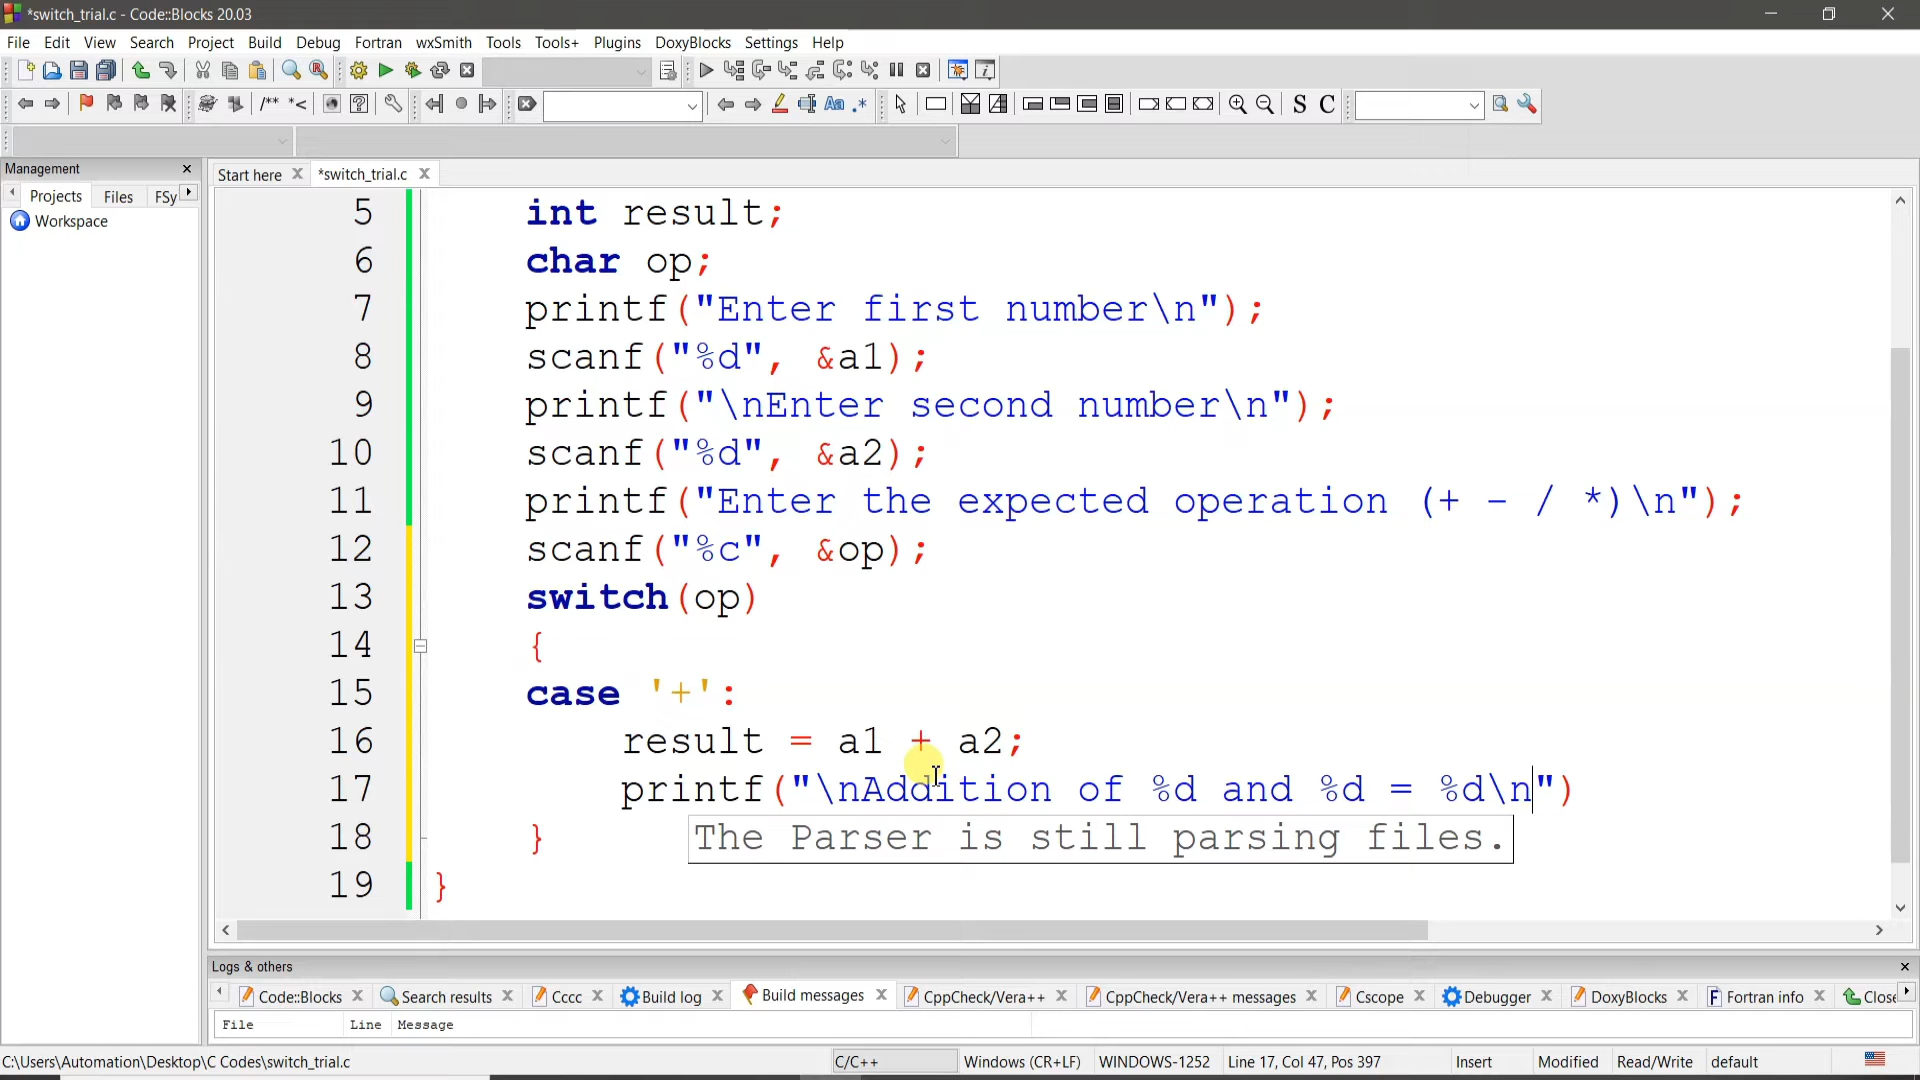 *switch_trial.c - Code::Blocks 20.03
File Edit View Search Project Build Debug Fortran wxSmith Tools Tools+ Plugins DoxyBlocks Settings Help
/** *< Aa .* S C
Management
Projects Files FSy
Workspace
Start here *switch_trial.c
5 int result;
6 char op;
7 printf("Enter first number\n");
8 scanf("%d", &a1);
9 printf("\nEnter second number\n");
10 scanf("%d", &a2);
11 printf("Enter the expected operation (+ - / *)\n");
12 scanf("%c", &op);
13 switch(op)
14 {
15 case '+':
16 result = a1 + a2;
17 printf("\nAddition of %d and %d = %d\n")
18 }
The Parser is still parsing files.
19 }
Logs & others
Code::Blocks Search results Cccc Build log Build messages CppCheck/Vera++ CppCheck/Vera++ messages Cscope Debugger DoxyBlocks Fortran info Close
File Line Message
C:\Users\Automation\Desktop\C Codes\switch_trial.c C/C++ Windows (CR+LF) WINDOWS-1252 Line 17, Col 47, Pos 397 Insert Modified Read/Write default